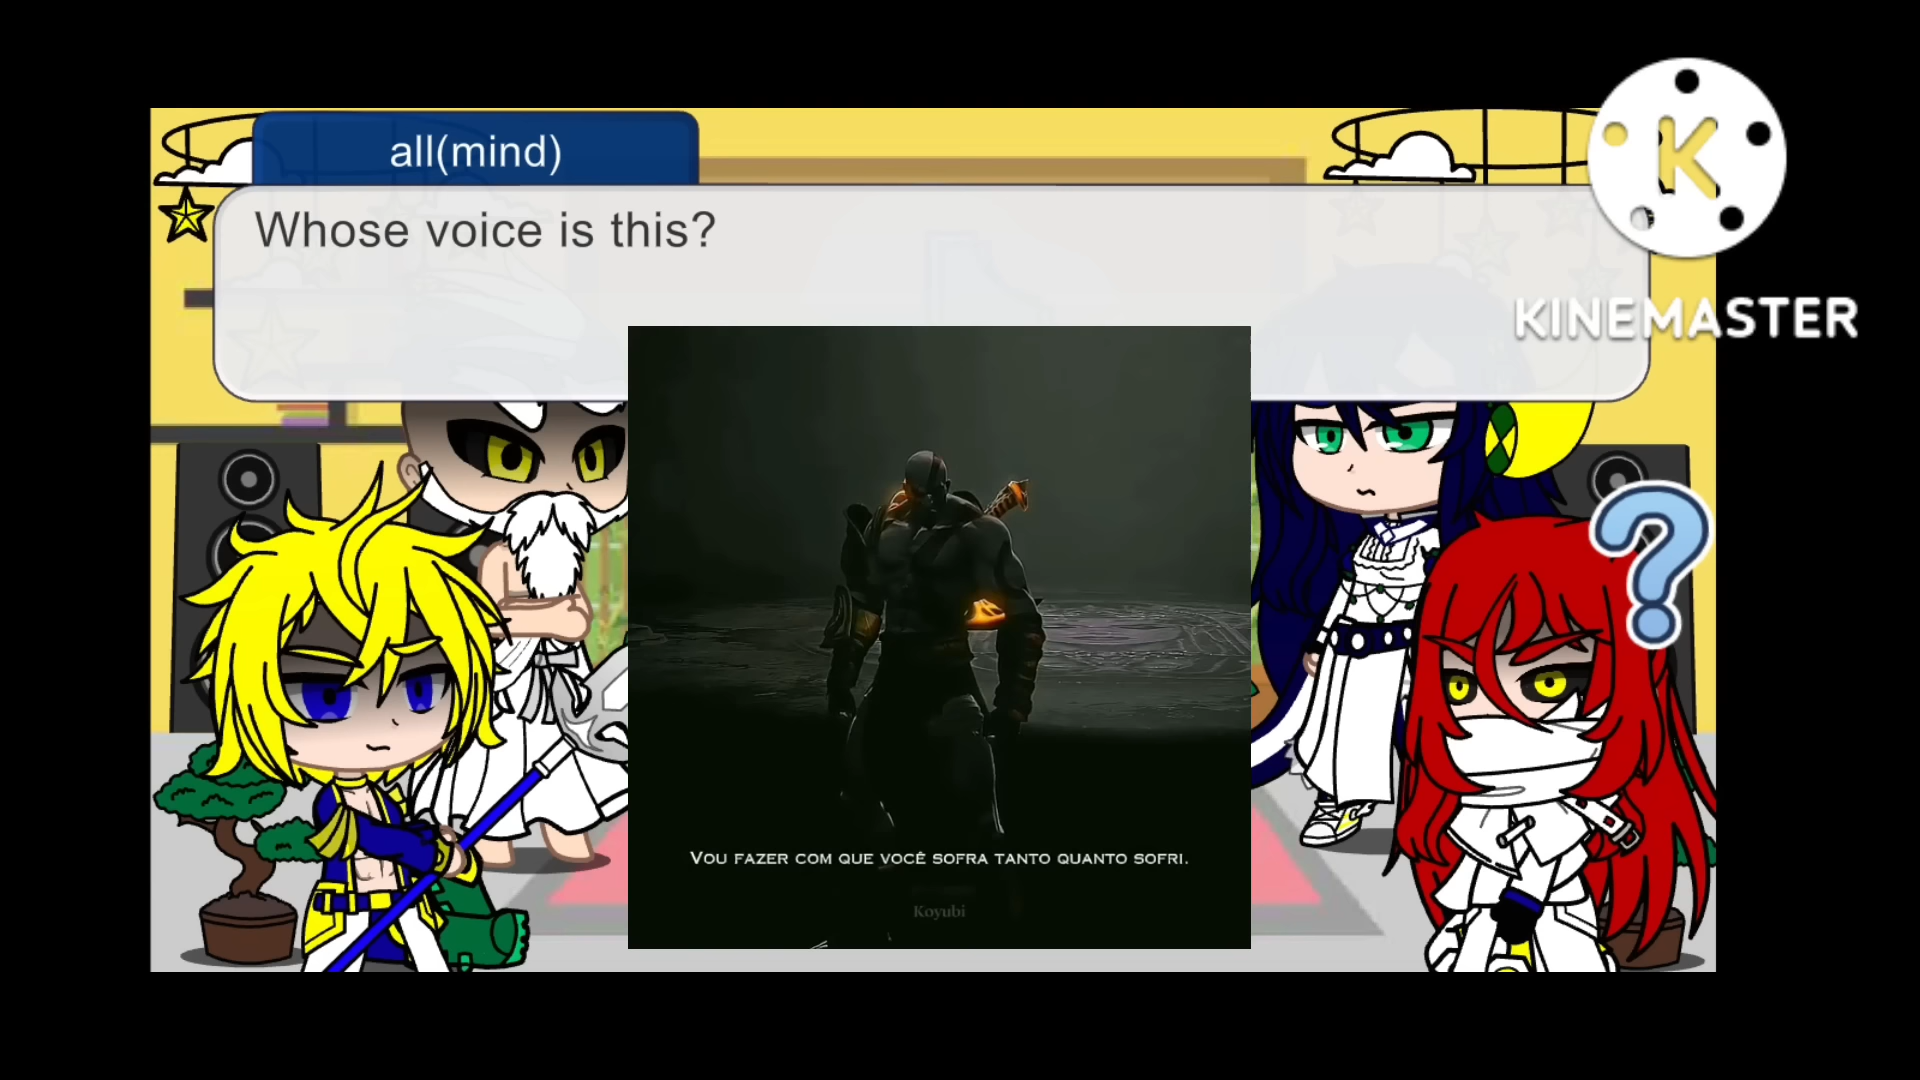 all(mind)
Whose voice is this?
K
KINEMASTER
VOU FAZER COM QUE VOCÊ SOFRA TANTO QUANTO SOFRI.
Koyubi
?